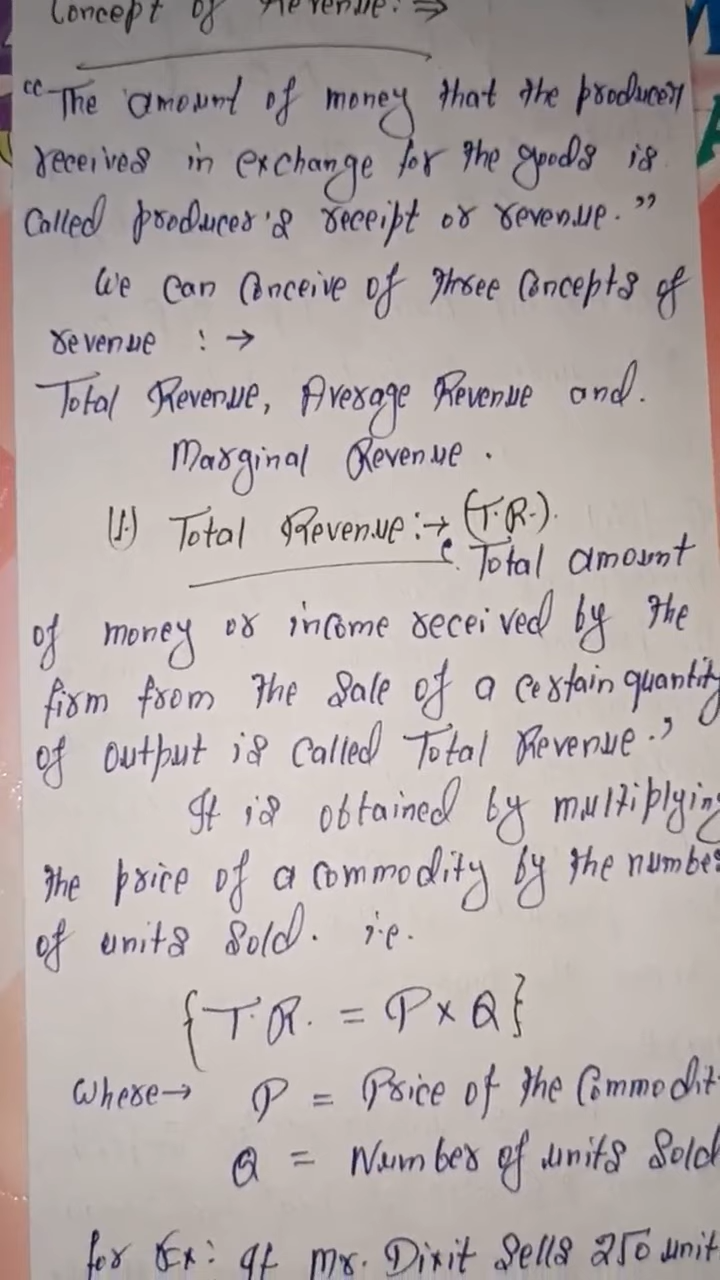 Concept of Revenue: ⇒
"The amount of money that the producer
receives in exchange for the goods is
called producer's receipt or revenue."
We can conceive of three concepts of
revenue : →
Total Revenue, Average Revenue and.
Marginal Revenue.
(1.) Total Revenue :→ (T.R.).
Total amount
of money or income received by the
firm from the sale of a certain quantity
of output is called Total Revenue.'
It is obtained by multiplying
the price of a commodity by the number
of units sold. i.e.
{T.R. = P x Q}
Where → P = Price of the Commodit
Q = Number of units Sold
for Ex: If Mr. Dixit Sells 250 unit